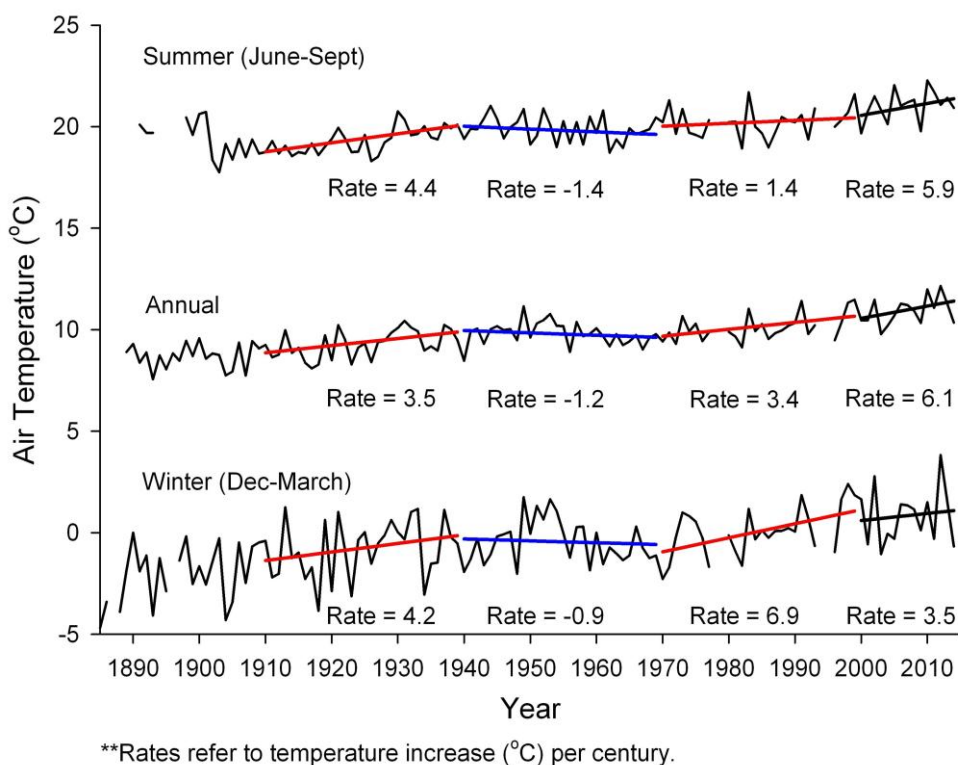 25
Summer (June-Sept)
20
Rate = 4.4 Rate = -1.4 Rate = 1.4 Rate = 5.9
15
Annual
10
Rate = 3.5 Rate = -1.2 Rate = 3.4 Rate = 6.1
5
Winter (Dec-March)
0
Rate = 4.2 Rate = -0.9 Rate = 6.9 Rate = 3.5
-5
Air Temperature (°C)
1890 1900 1910 1920 1930 1940 1950 1960 1970 1980 1990 2000 2010
Year
**Rates refer to temperature increase (°C) per century.